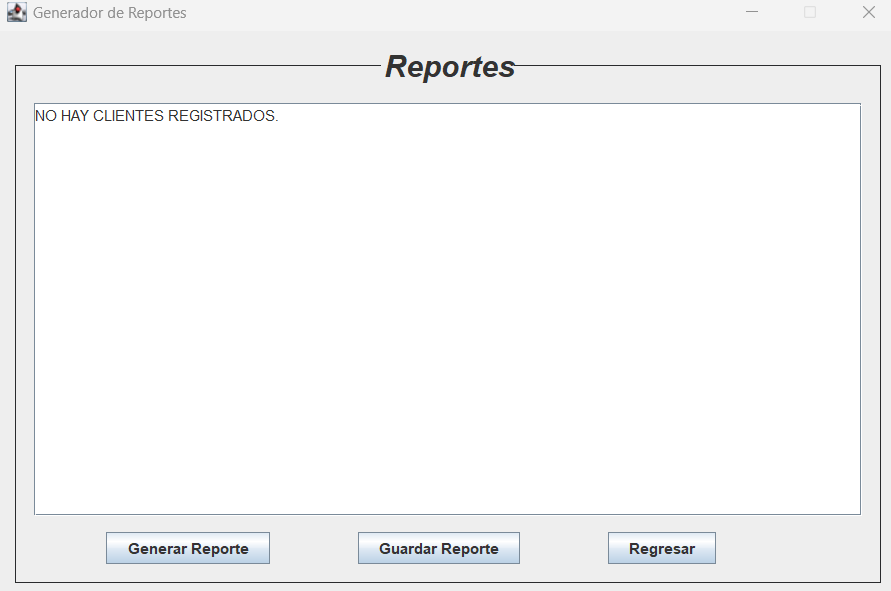 Generador de Reportes
Reportes
NO HAY CLIENTES REGISTRADOS.
Generar Reporte
Guardar Reporte
Regresar